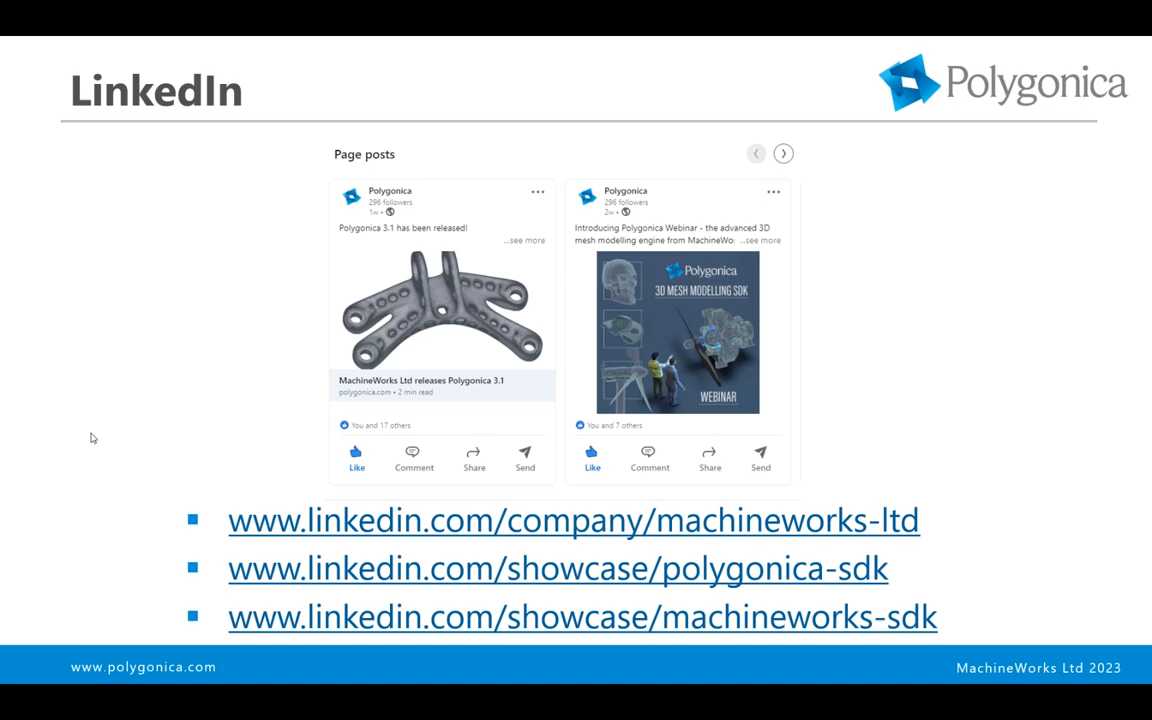 LinkedIn
Polygonica
Page posts
Polygonica
296 followers
1w •
Polygonica 3.1 has been released!
...see more
MachineWorks Ltd releases Polygonica 3.1
polygonica.com • 2 min read
You and 17 others
Like Comment Share Send
Polygonica
296 followers
2w •
Introducing Polygonica Webinar - the advanced 3D
mesh modelling engine from MachineWo ...see more
Polygonica
3D MESH MODELLING SDK
WEBINAR
You and 7 others
Like Comment Share Send
▪ www.linkedin.com/company/machineworks-ltd
▪ www.linkedin.com/showcase/polygonica-sdk
▪ www.linkedin.com/showcase/machineworks-sdk
www.polygonica.com
MachineWorks Ltd 2023